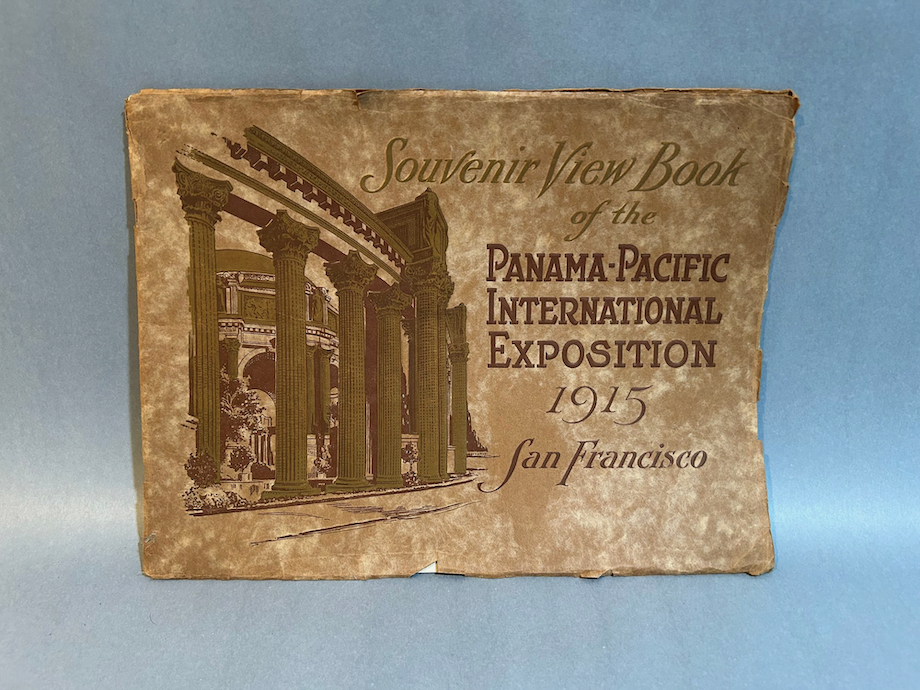 Souvenir View Book
of the
PANAMA-PACIFIC
INTERNATIONAL
EXPOSITION
1915
San Francisco